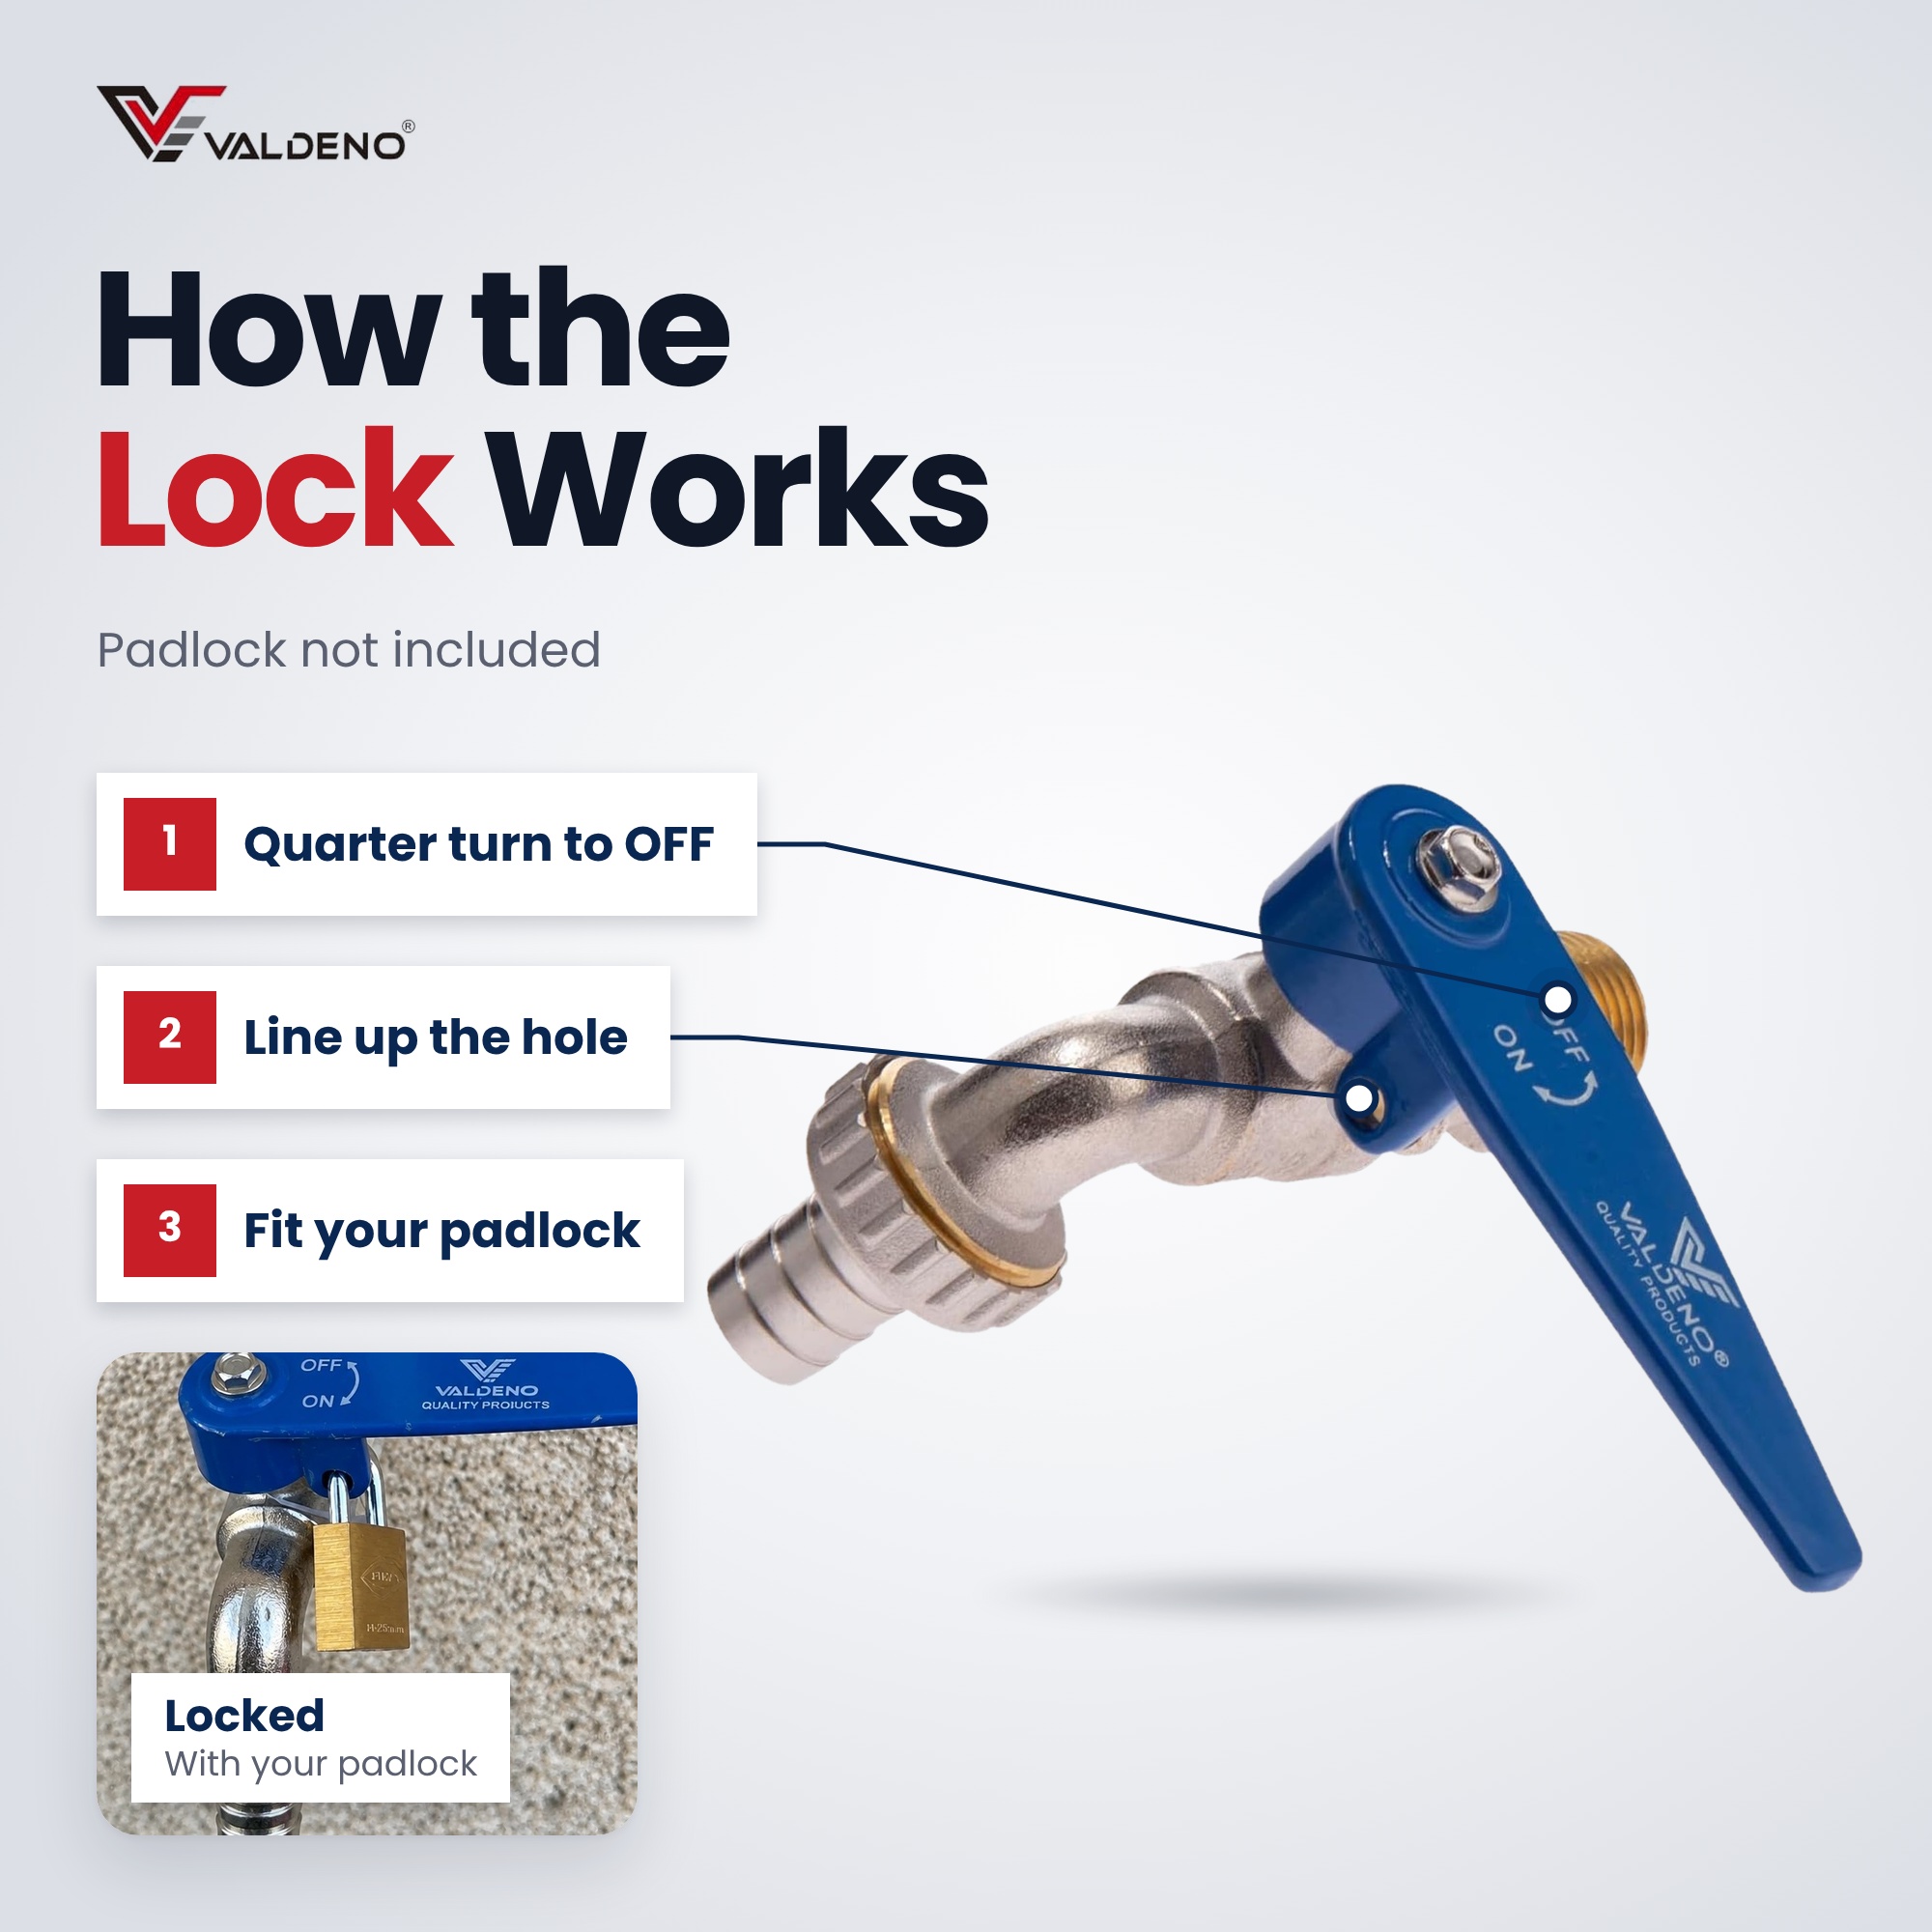 VALDENO®
How the
Lock Works
Padlock not included
1 Quarter turn to OFF
2 Line up the hole
3 Fit your padlock
OFF
ON
VALDENO®
QUALITY PRODUCTS
OFF
ON
VALDENO
QUALITY PROIUCTS
Locked
With your padlock